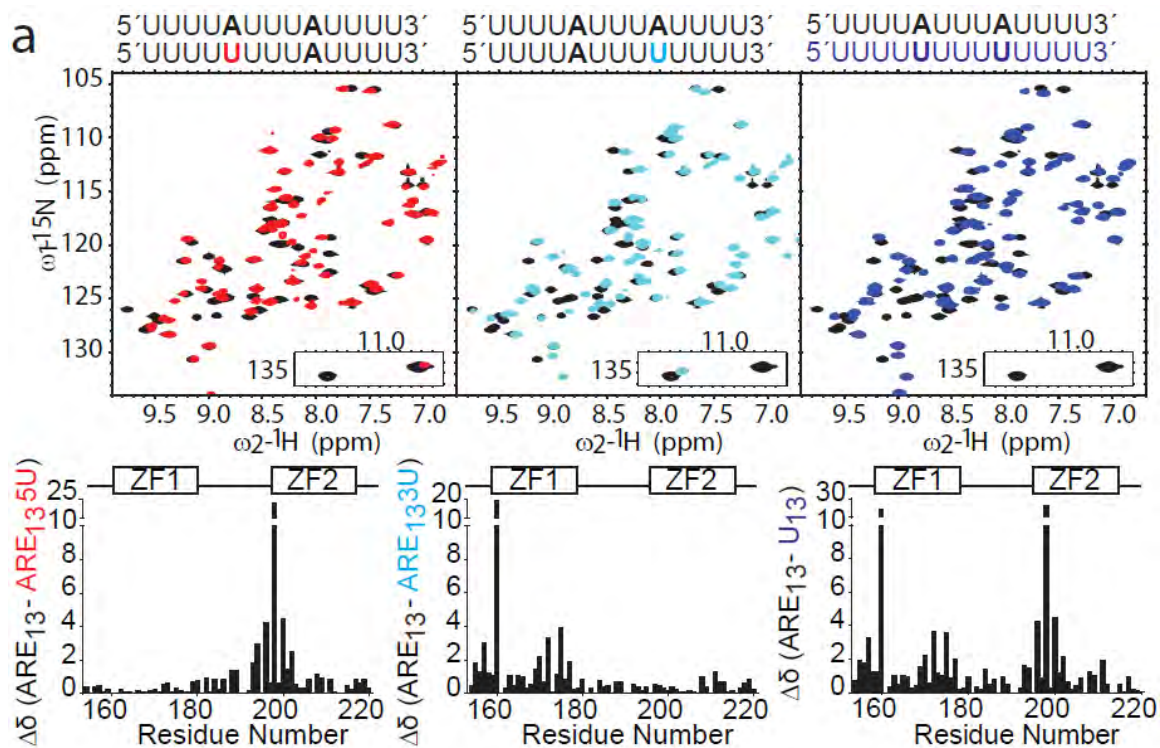 a
5´UUUUAUUUAUUUU3´ 5´UUUUAUUUAUUUU3´ 5´UUUUAUUUAUUUU3´
5´UUUUUUUUAUUUU3´ 5´UUUUAUUUUUUUU3´ 5´UUUUUUUUUUUUU3´
105
110
115
120
125
130
ω1-15N (ppm)
11.0 11.0 11.0
135 135 135
9.5 9.0 8.5 8.0 7.5 7.0 9.5 9.0 8.5 8.0 7.5 7.0 9.5 9.0 8.5 8.0 7.5 7.0
ω2-1H (ppm) ω2-1H (ppm) ω2-1H (ppm)
ZF1 ZF2 ZF1 ZF2 ZF1 ZF2
Δδ (ARE13- ARE135U)
25
10
8
6
4
2
0
160 180 200 220
Residue Number
Δδ (ARE13- ARE133U)
20
10
8
6
4
2
0
160 180 200 220
Residue Number
Δδ (ARE13- U13)
30
10
8
6
4
2
0
160 180 200 220
Residue Number